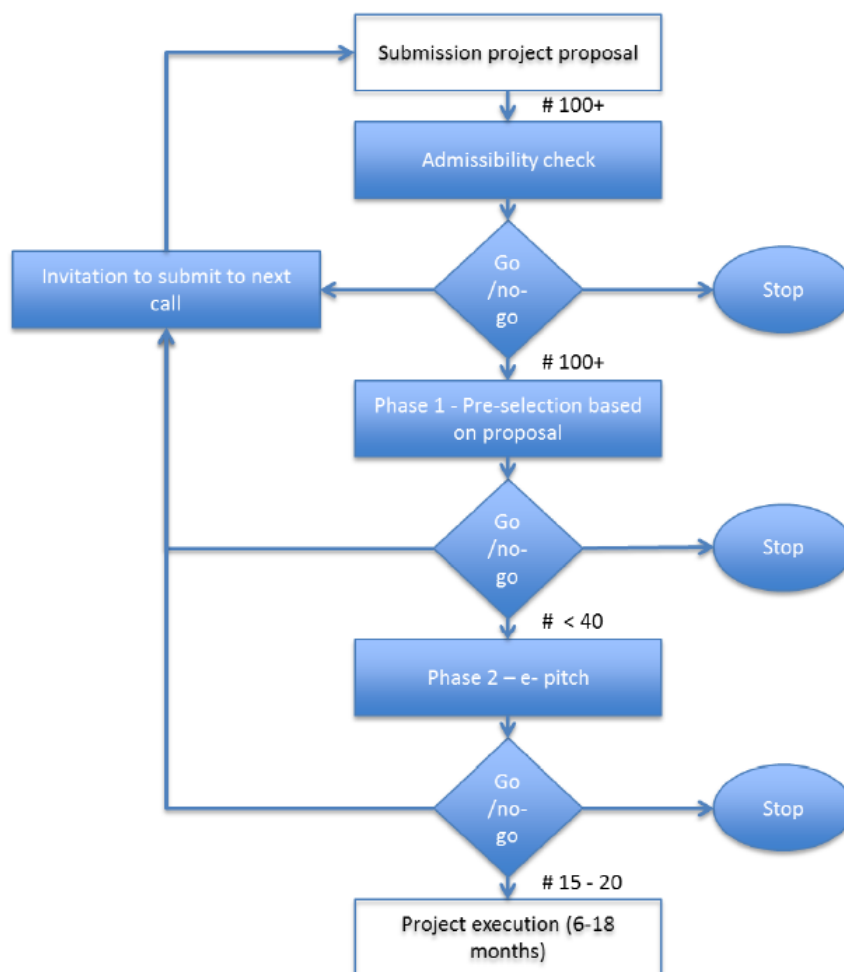 Submission project proposal
# 100+
Admissibility check
Go
/no-
go
Invitation to submit to next
call
Stop
# 100+
Phase 1 - Pre-selection based
on proposal
Go
/no-
go
Stop
# < 40
Phase 2 – e- pitch
Go
/no-
go
Stop
# 15 - 20
Project execution (6-18
months)